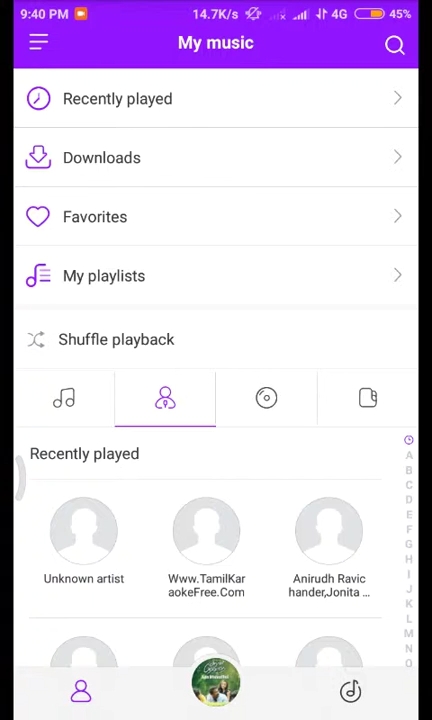 9:40 PM 14.7K/s 4G 45%
My music
Recently played
Downloads
Favorites
My playlists
Shuffle playback
Recently played
A
B
C
D
E
F
G
H
I
J
K
L
M
N
O
Unknown artist
Www.TamilKar
aokeFree.Com
Anirudh Ravic
hander,Jonita ...